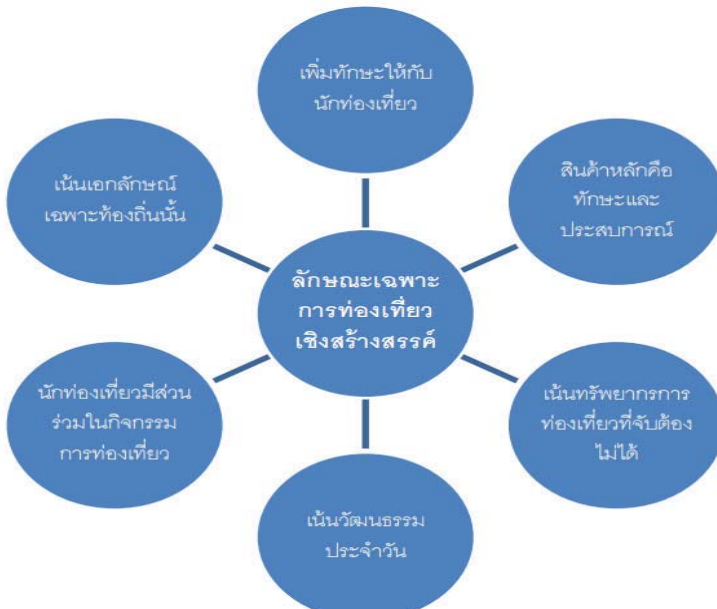 เพิ่มทักษะให้กับ
นักท่องเที่ยว
สินค้าหลักคือ
ทักษะและ
ประสบการณ์
เน้นทรัพยากรการ
ท่องเที่ยวที่จับต้อง
ไม่ได้
เน้นวัฒนธรรม
ประจำวัน
นักท่องเที่ยวมีส่วน
ร่วมในกิจกรรม
การท่องเที่ยว
เน้นเอกลักษณ์
เฉพาะท้องถิ่นนั้น
ลักษณะเฉพาะ
การท่องเที่ยว
เชิงสร้างสรรค์